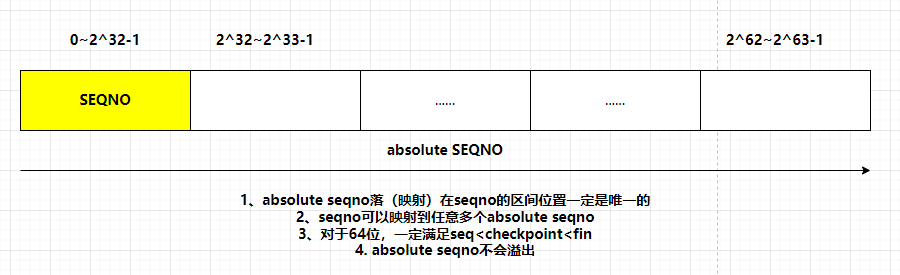 0~2^32-1 2^32~2^33-1 2^62~2^63-1
SEQNO ...... ......
absolute SEQNO
1、absolute seqno落（映射）在seqno的区间位置一定是唯一的
2、seqno可以映射到任意多个absolute seqno
3、对于64位，一定满足seq<checkpoint<fin
4. absolute seqno不会溢出